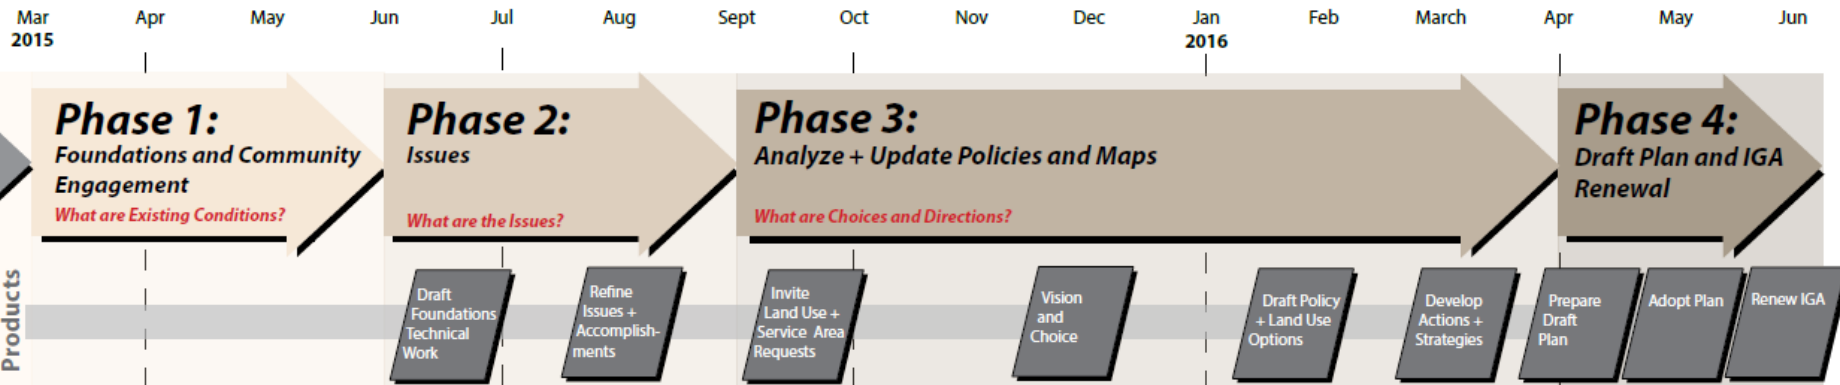 Mar Apr May Jun Jul Aug Sept Oct Nov Dec Jan Feb March Apr May Jun
2015 2016
Phase 1:
Foundations and Community
Engagement
What are Existing Conditions?
Phase 2:
Issues
What are the Issues?
Phase 3:
Analyze + Update Policies and Maps
What are Choices and Directions?
Phase 4:
Draft Plan and IGA
Renewal
Products
Draft
Foundations
Technical
Work
Refine
Issues +
Accomplish-
ments
Invite
Land Use +
Service Area
Requests
Vision
and
Choice
Draft Policy
+ Land Use
Options
Develop
Actions +
Strategies
Prepare
Draft
Plan
Adopt Plan
Renew IGA